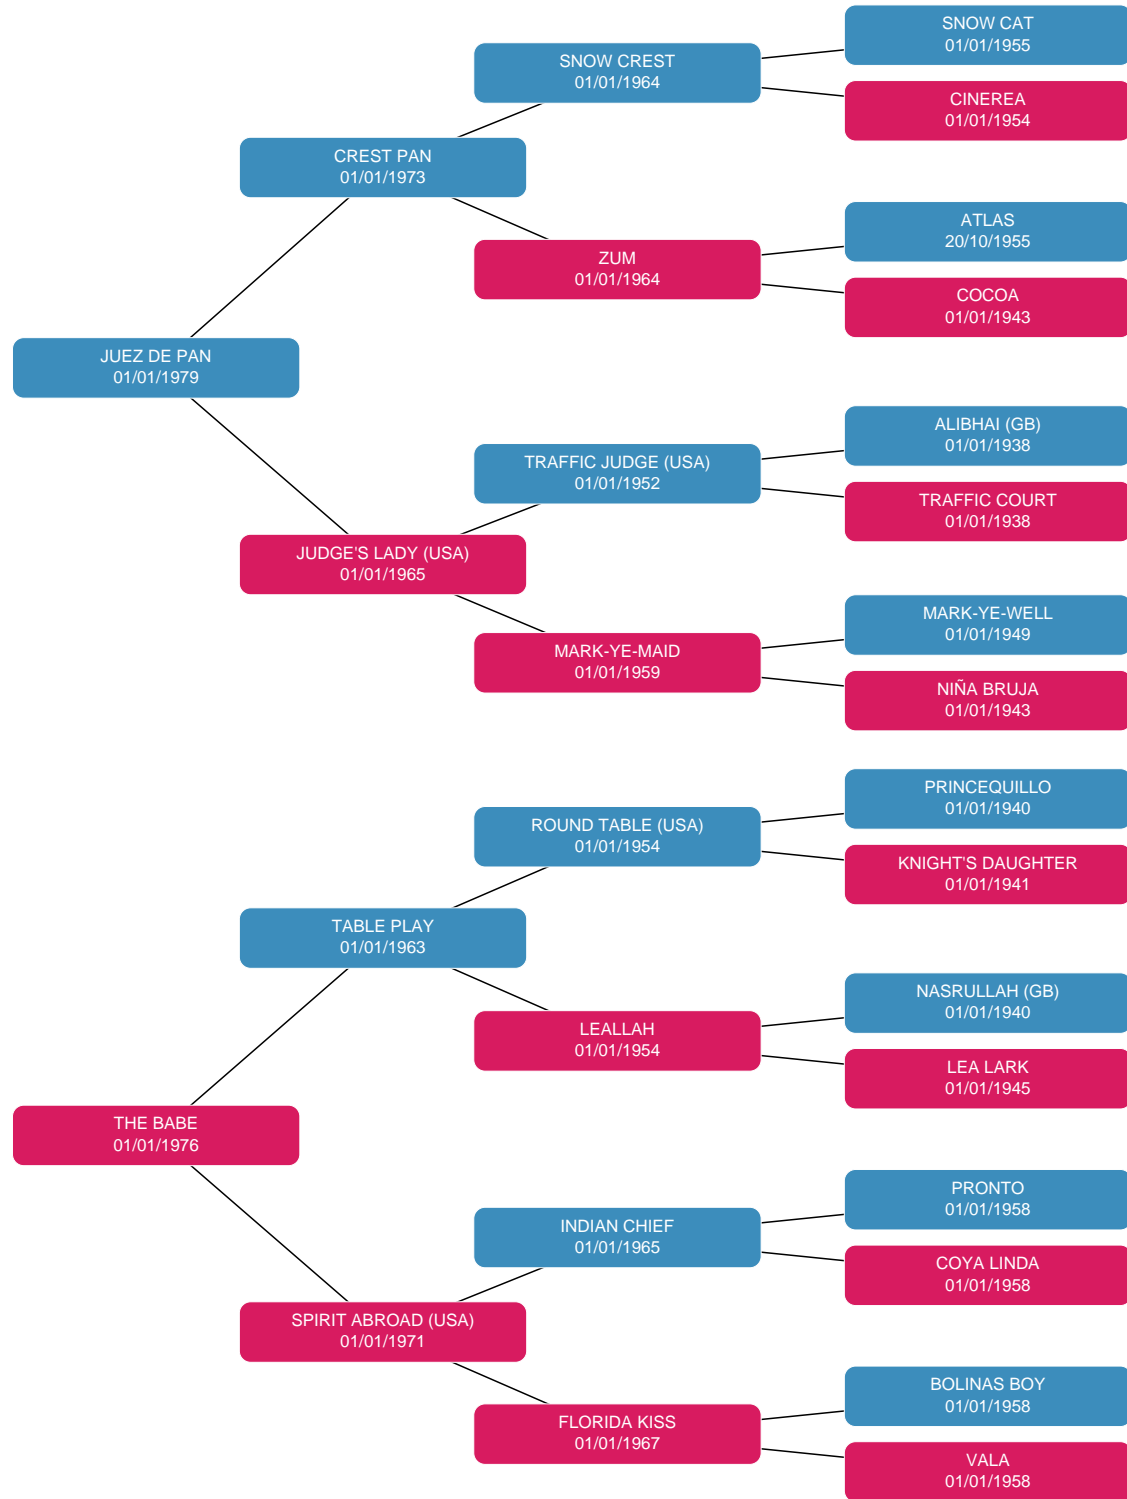 SNOW CAT
01/01/1955
SNOW CREST
01/01/1964
CINEREA
01/01/1954
CREST PAN
01/01/1973
ATLAS
20/10/1955
ZUM
01/01/1964
COCOA
01/01/1943
JUEZ DE PAN
01/01/1979
ALIBHAI (GB)
01/01/1938
TRAFFIC JUDGE (USA)
01/01/1952
TRAFFIC COURT
01/01/1938
JUDGE'S LADY (USA)
01/01/1965
MARK-YE-WELL
01/01/1949
MARK-YE-MAID
01/01/1959
NIÑA BRUJA
01/01/1943
PRINCEQUILLO
01/01/1940
ROUND TABLE (USA)
01/01/1954
KNIGHT'S DAUGHTER
01/01/1941
TABLE PLAY
01/01/1963
NASRULLAH (GB)
01/01/1940
LEALLAH
01/01/1954
LEA LARK
01/01/1945
THE BABE
01/01/1976
PRONTO
01/01/1958
INDIAN CHIEF
01/01/1965
COYA LINDA
01/01/1958
SPIRIT ABROAD (USA)
01/01/1971
BOLINAS BOY
01/01/1958
FLORIDA KISS
01/01/1967
VALA
01/01/1958